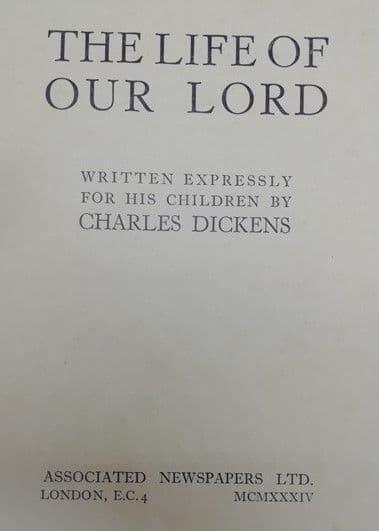 THE LIFE OF
OUR LORD
WRITTEN EXPRESSLY
FOR HIS CHILDREN BY
CHARLES DICKENS
ASSOCIATED NEWSPAPERS LTD.
LONDON, E.C.4 MCMXXXIV